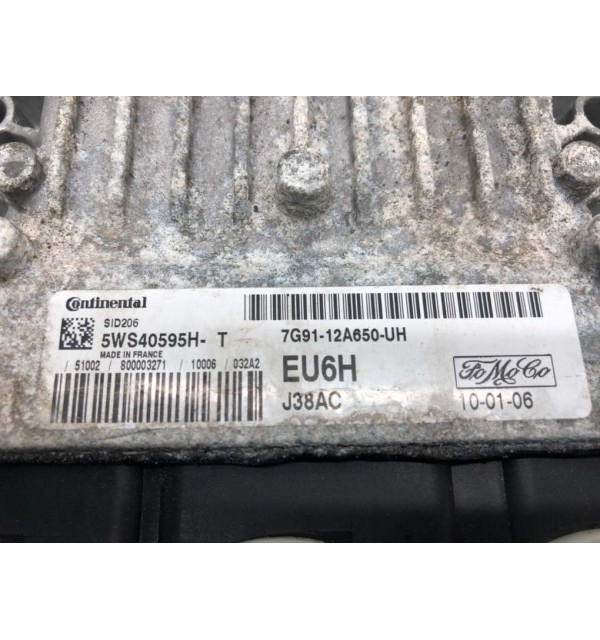 Continental
SID206
5WS40595H- T
MADE IN FRANCE
/ 51002 / 800003271 / 10006 / 032A2
7G91-12A650-UH
EU6H
J38AC
FoMoCo
10-01-06